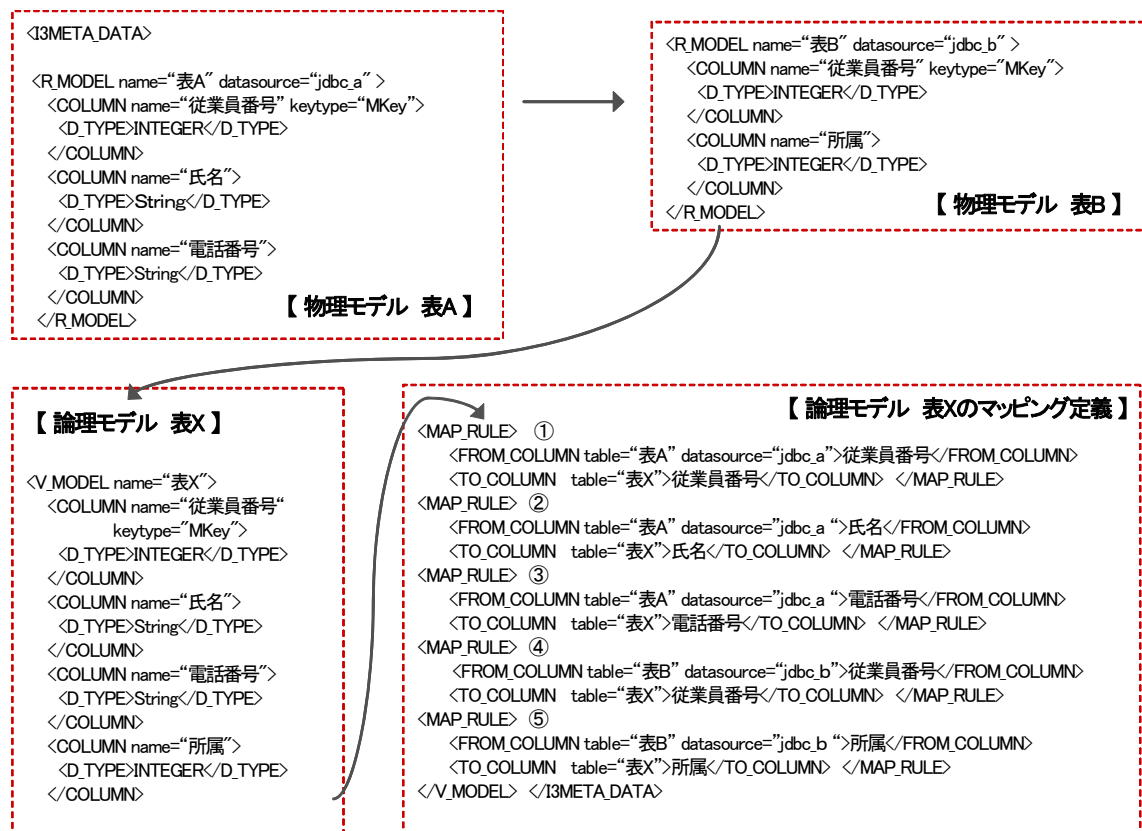 <I3META_DATA>
<R_MODEL name=“表A” datasource=“jdbc_a” >
<COLUMN name=“従業員番号” keytype=“MKey”>
<D_TYPE>INTEGER</D_TYPE>
</COLUMN>
<COLUMN name=“氏名”>
<D_TYPE>String</D_TYPE>
</COLUMN>
<COLUMN name=“電話番号”>
<D_TYPE>String</D_TYPE>
</COLUMN>
</R_MODEL>
【 物理モデル 表A 】
<R_MODEL name=“表B” datasource=“jdbc_b” >
<COLUMN name=“従業員番号” keytype=”MKey”>
<D_TYPE>INTEGER</D_TYPE>
</COLUMN>
<COLUMN name=“所属”>
<D_TYPE>INTEGER</D_TYPE>
</COLUMN>
</R_MODEL>
【 物理モデル 表B 】
【 論理モデル 表X 】
<V_MODEL name=“表X”>
<COLUMN name=“従業員番号“
keytype=”MKey”>
<D_TYPE>INTEGER</D_TYPE>
</COLUMN>
<COLUMN name=“氏名”>
<D_TYPE>String</D_TYPE>
</COLUMN>
<COLUMN name=“電話番号”>
<D_TYPE>String</D_TYPE>
</COLUMN>
<COLUMN name=“所属”>
<D_TYPE>INTEGER</D_TYPE>
</COLUMN>
【 論理モデル 表Xのマッピング定義 】
<MAP_RULE> ①
<FROM_COLUMN table=“表A” datasource=”jdbc_a”>従業員番号</FROM_COLUMN>
<TO_COLUMN table=“表X”>従業員番号</TO_COLUMN> </MAP_RULE>
<MAP_RULE> ②
<FROM_COLUMN table=“表A” datasource=”jdbc_a “>氏名</FROM_COLUMN>
<TO_COLUMN table=“表X”>氏名</TO_COLUMN> </MAP_RULE>
<MAP_RULE> ③
<FROM_COLUMN table=“表A” datasource=”jdbc_a “>電話番号</FROM_COLUMN>
<TO_COLUMN table=“表X”>電話番号</TO_COLUMN> </MAP_RULE>
<MAP_RULE> ④
<FROM_COLUMN table=“表B” datasource=”jdbc_b”>従業員番号</FROM_COLUMN>
<TO_COLUMN table=“表X”>従業員番号</TO_COLUMN> </MAP_RULE>
<MAP_RULE> ⑤
<FROM_COLUMN table=“表B” datasource=”jdbc_b “>所属</FROM_COLUMN>
<TO_COLUMN table=“表X”>所属</TO_COLUMN> </MAP_RULE>
</V_MODEL> </I3META_DATA>